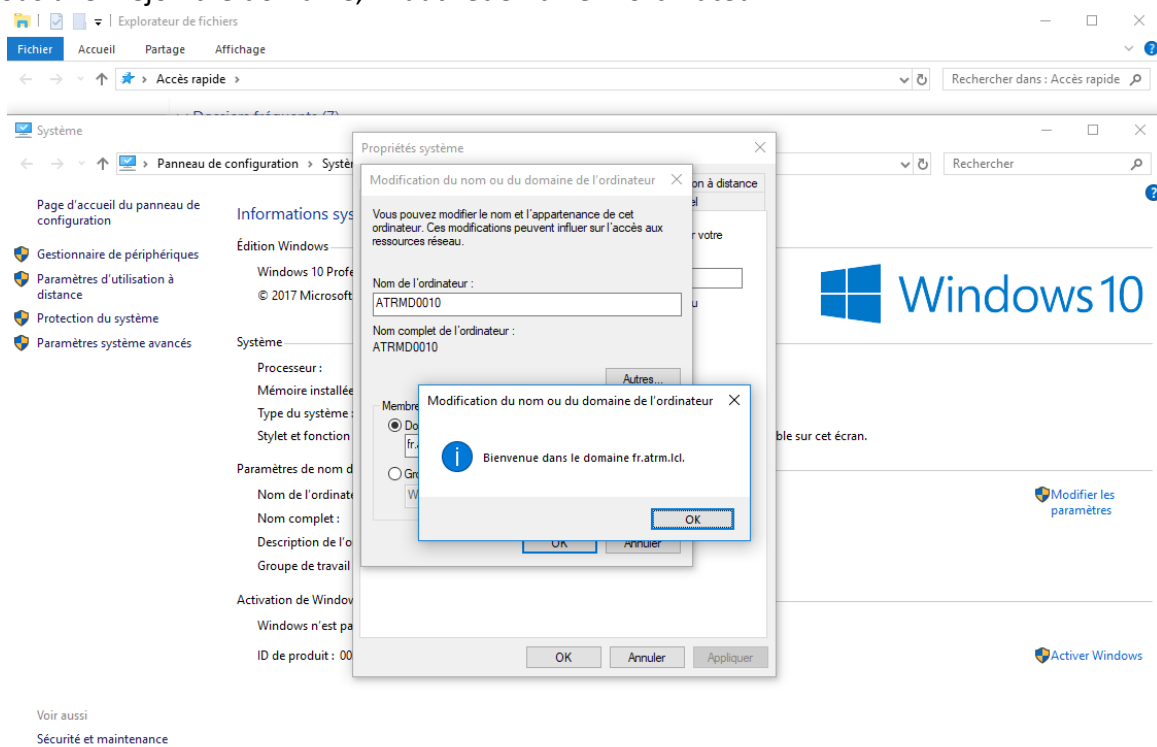 Explorateur de fichiers
Fichier Accueil Partage Affichage
Accès rapide
Rechercher dans : Accès rapide
Système
Panneau de configuration
Rechercher
Propriétés système
Modification du nom ou du domaine de l'ordinateur
on à distance
Page d'accueil du panneau de
configuration
Gestionnaire de périphériques
Paramètres d'utilisation à
distance
Protection du système
Paramètres système avancés
Informations sys
Vous pouvez modifier le nom et l'appartenance de cet
ordinateur. Ces modifications peuvent influer sur l'accès aux
ressources réseau.
r votre
Édition Windows
Windows 10 Profe
© 2017 Microsoft
Nom de l'ordinateur :
ATRMD0010
Nom complet de l'ordinateur :
ATRMD0010
Windows 10
Système
Processeur :
Mémoire installée
Type du système :
Stylet et fonction
ble sur cet écran.
Autres...
Membre
Modification du nom ou du domaine de l'ordinateur
Bienvenue dans le domaine fr.atrm.lcl.
OK
OK Annuler
Paramètres de nom d
Nom de l'ordinate
Nom complet :
Description de l'o
Groupe de travail
Modifier les
paramètres
Activation de Window
Windows n'est pa
ID de produit : 00
OK Annuler Appliquer
Activer Windows
Voir aussi
Sécurité et maintenance